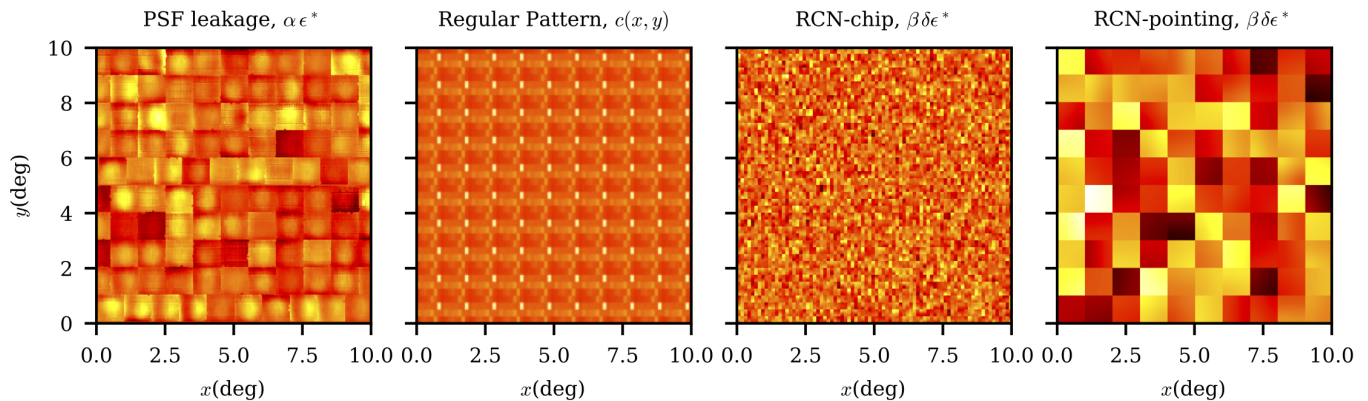 PSF leakage, α ϵ*
Regular Pattern, c(x, y)
RCN-chip, β δϵ*
RCN-pointing, β δϵ*
10
8
6
4
2
0
y(deg)
0.0 2.5 5.0 7.5 10.0
0.0 2.5 5.0 7.5 10.0
0.0 2.5 5.0 7.5 10.0
0.0 2.5 5.0 7.5 10.0
x(deg)
x(deg)
x(deg)
x(deg)